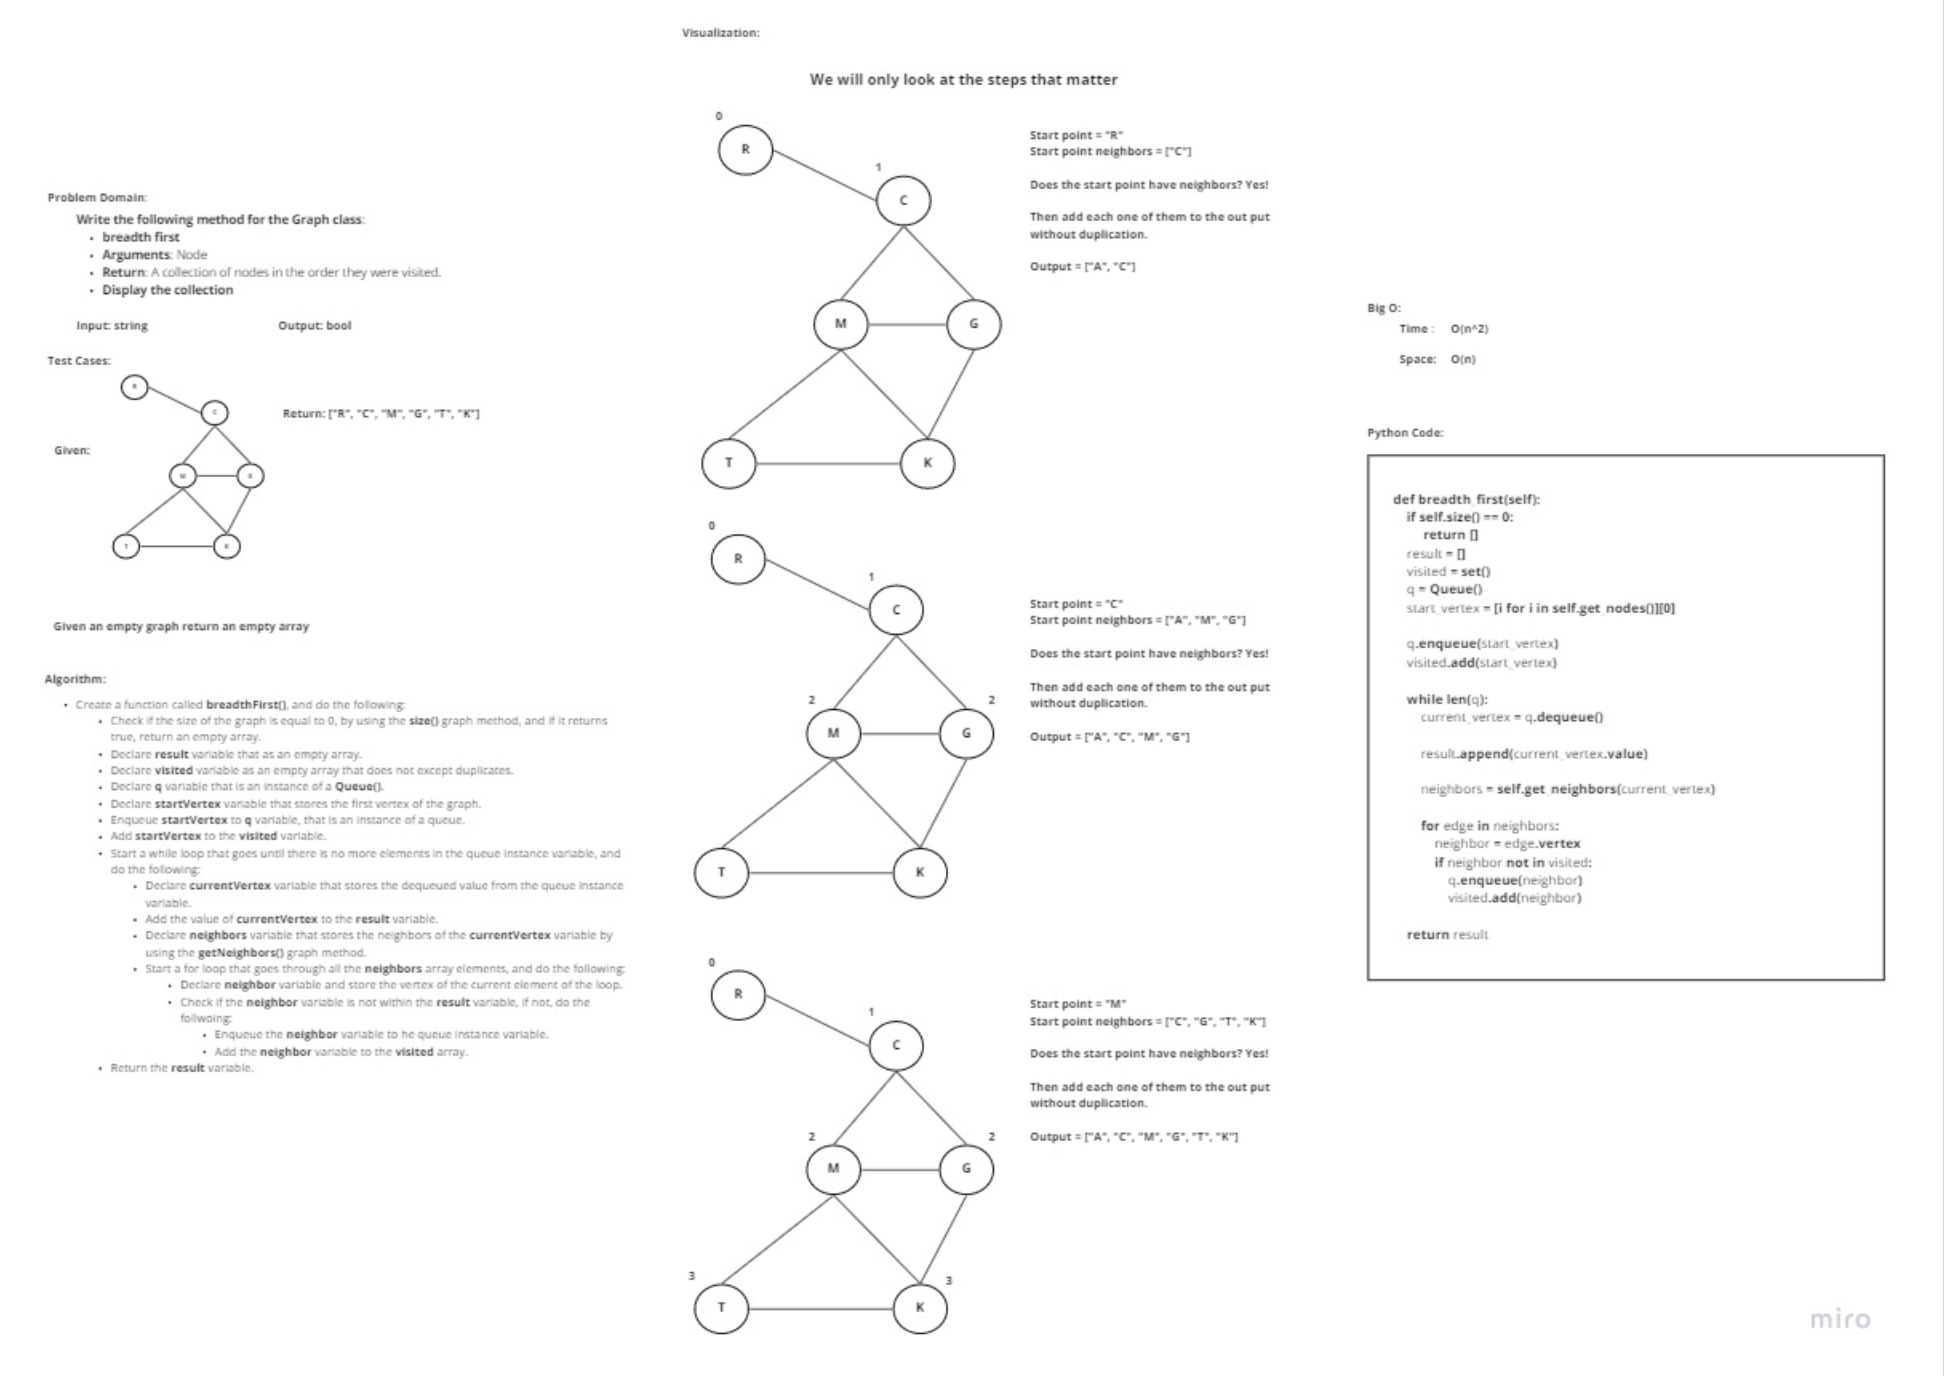 Problem Domain:
Write the following method for the Graph class:
• breadth first
• Arguments: Node
• Return: A collection of nodes in the order they were visited.
• Display the collection
Input: string
Output: bool
Test Cases:
R
C
Return: ["R", "C", "M", "G", "T", "K"]
Given:
M
G
T
K
Given an empty graph return an empty array
Algorithm:
• Create a function called breadthFirst(), and do the following:
• Check if the size of the graph is equal to 0, by using the size() graph method, and if it returns
true, return an empty array.
• Declare result variable that as an empty array.
• Declare visited variable as an empty array that does not except duplicates.
• Declare q variable that is an instance of a Queue().
• Declare startVertex variable that stores the first vertex of the graph.
• Enqueue startVertex to q variable, that is an instance of a queue.
• Add startVertex to the visited variable.
• Start a while loop that goes until there is no more elements in the queue instance variable, and
do the following:
• Declare currentVertex variable that stores the dequeued value from the queue instance
variable.
• Add the value of currentVertex to the result variable.
• Declare neighbors variable that stores the neighbors of the currentVertex variable by
using the getNeighbors() graph method.
• Start a for loop that goes through all the neighbors array elements, and do the following:
• Declare neighbor variable and store the vertex of the current element of the loop.
• Check if the neighbor variable is not within the result variable, if not, do the
follwoing:
• Enqueue the neighbor variable to he queue instance variable.
• Add the neighbor variable to the visited array.
• Return the result variable.
Visualization:
We will only look at the steps that matter
0
R
1
C
M
G
T
K
Start point = "R"
Start point neighbors = ["C"]
Does the start point have neighbors? Yes!
Then add each one of them to the out put
without duplication.
Output = ["A", "C"]
0
R
1
C
2
M
2
G
T
K
Start point = "C"
Start point neighbors = ["A", "M", "G"]
Does the start point have neighbors? Yes!
Then add each one of them to the out put
without duplication.
Output = ["A", "C", "M", "G"]
0
R
1
C
2
M
2
G
3
T
3
K
Start point = "M"
Start point neighbors = ["C", "G", "T", "K"]
Does the start point have neighbors? Yes!
Then add each one of them to the out put
without duplication.
Output = ["A", "C", "M", "G", "T", "K"]
Big O:
Time : O(n^2)
Space: O(n)
Python Code:
def breadth_first(self):
if self.size() == 0:
return []
result = []
visited = set()
q = Queue()
start_vertex = [i for i in self.get_nodes()][0]
q.enqueue(start_vertex)
visited.add(start_vertex)
while len(q):
current_vertex = q.dequeue()
result.append(current_vertex.value)
neighbors = self.get_neighbors(current_vertex)
for edge in neighbors:
neighbor = edge.vertex
if neighbor not in visited:
q.enqueue(neighbor)
visited.add(neighbor)
return result
miro